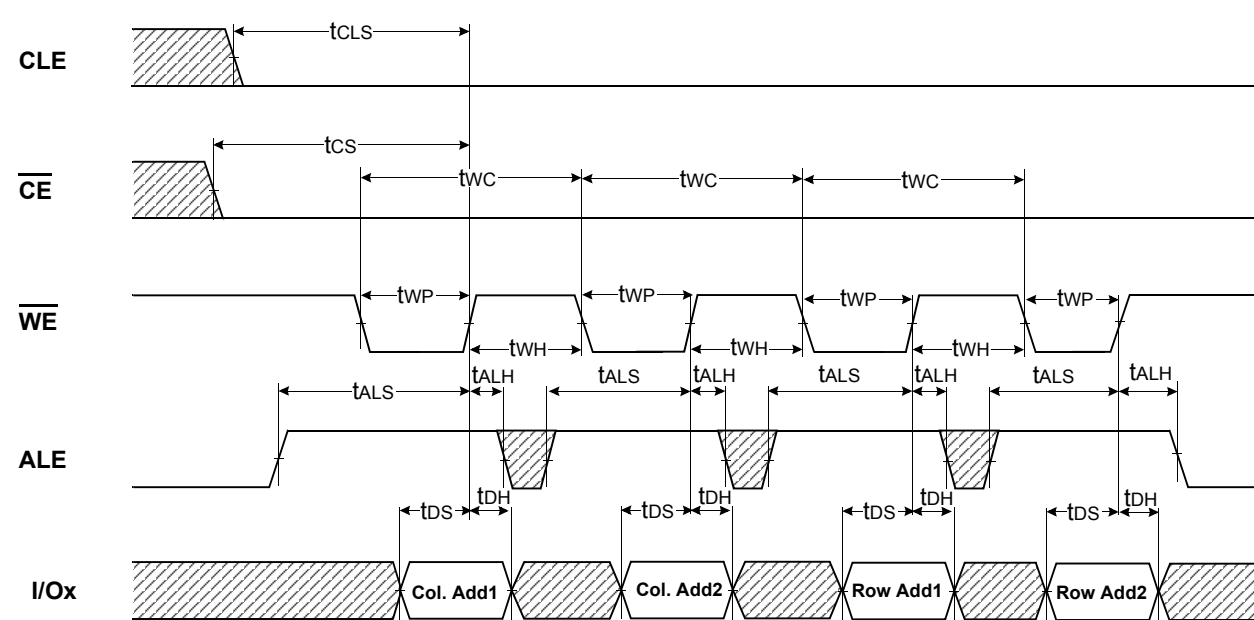 tCLS
CLE
tCS
CE
tWC tWC tWC
tWP tWP tWP tWP
WE
tWH tWH tWH
tALS tALH tALS tALH tALS tALH tALS tALH
ALE
tDS tDH tDS tDH tDS tDH tDS tDH
I/Ox Col. Add1 Col. Add2 Row Add1 Row Add2